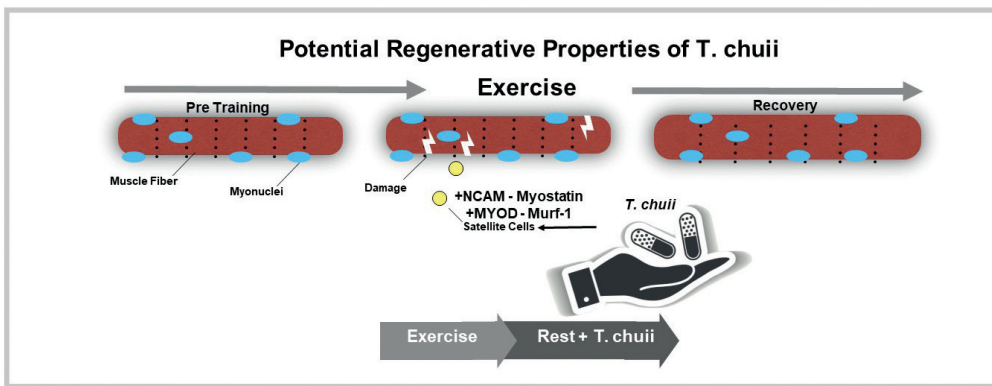 Potential Regenerative Properties of T. chuii
Exercise
Pre Training
Recovery
Muscle Fiber
Myonuclei
Damage
+NCAM - Myostatin
+MYOD - Murf-1
Satellite Cells
T. chuii
Exercise
Rest + T. chuii